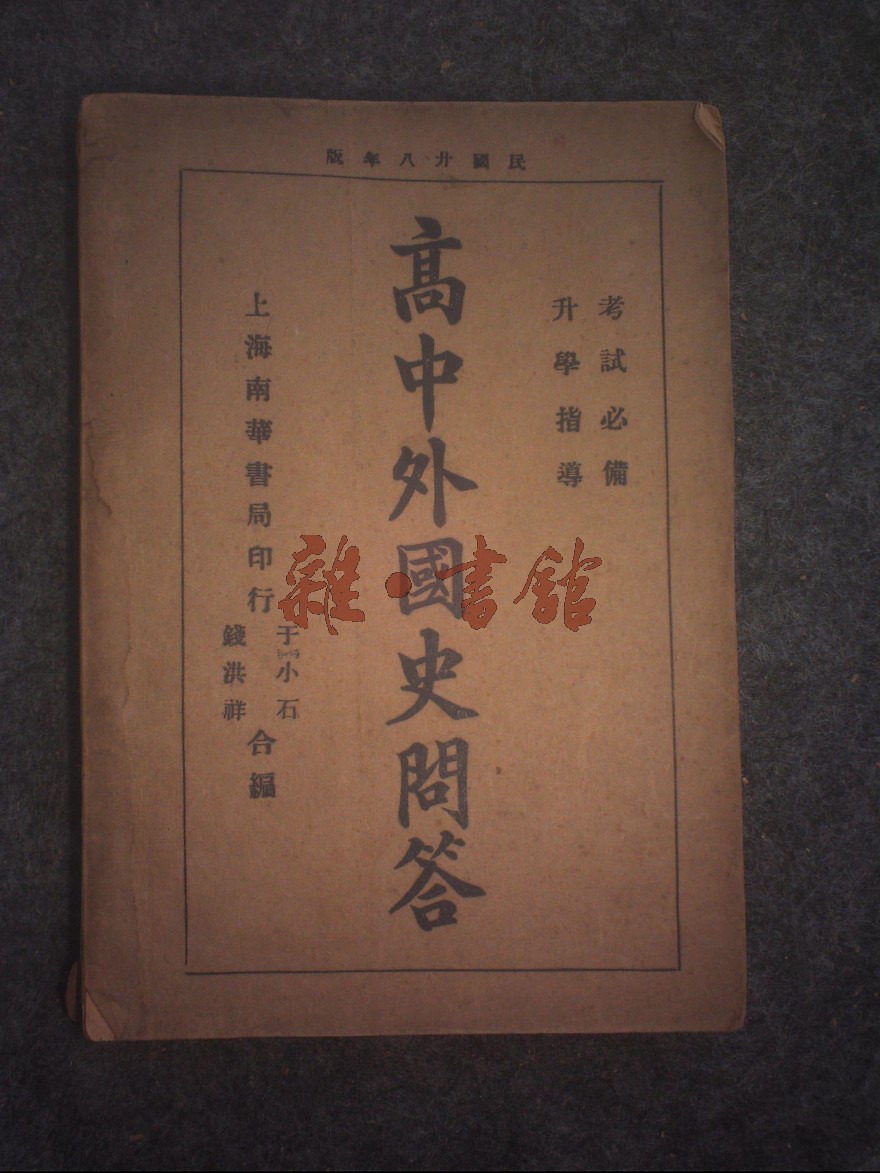 民國廿八年版
考試必備
升學指導
高中外國史問答
上海南華書局印行
于小石
錢洪祥
合編
雜·書館